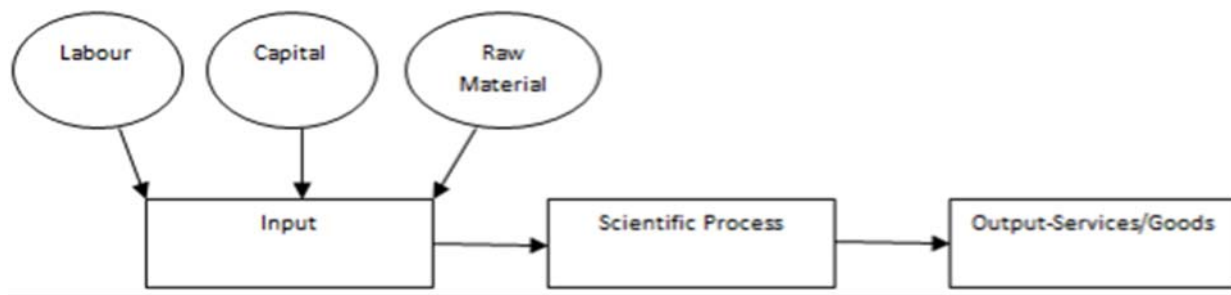 Labour
Capital
Raw
Material
Input
Scientific Process
Output-Services/Goods